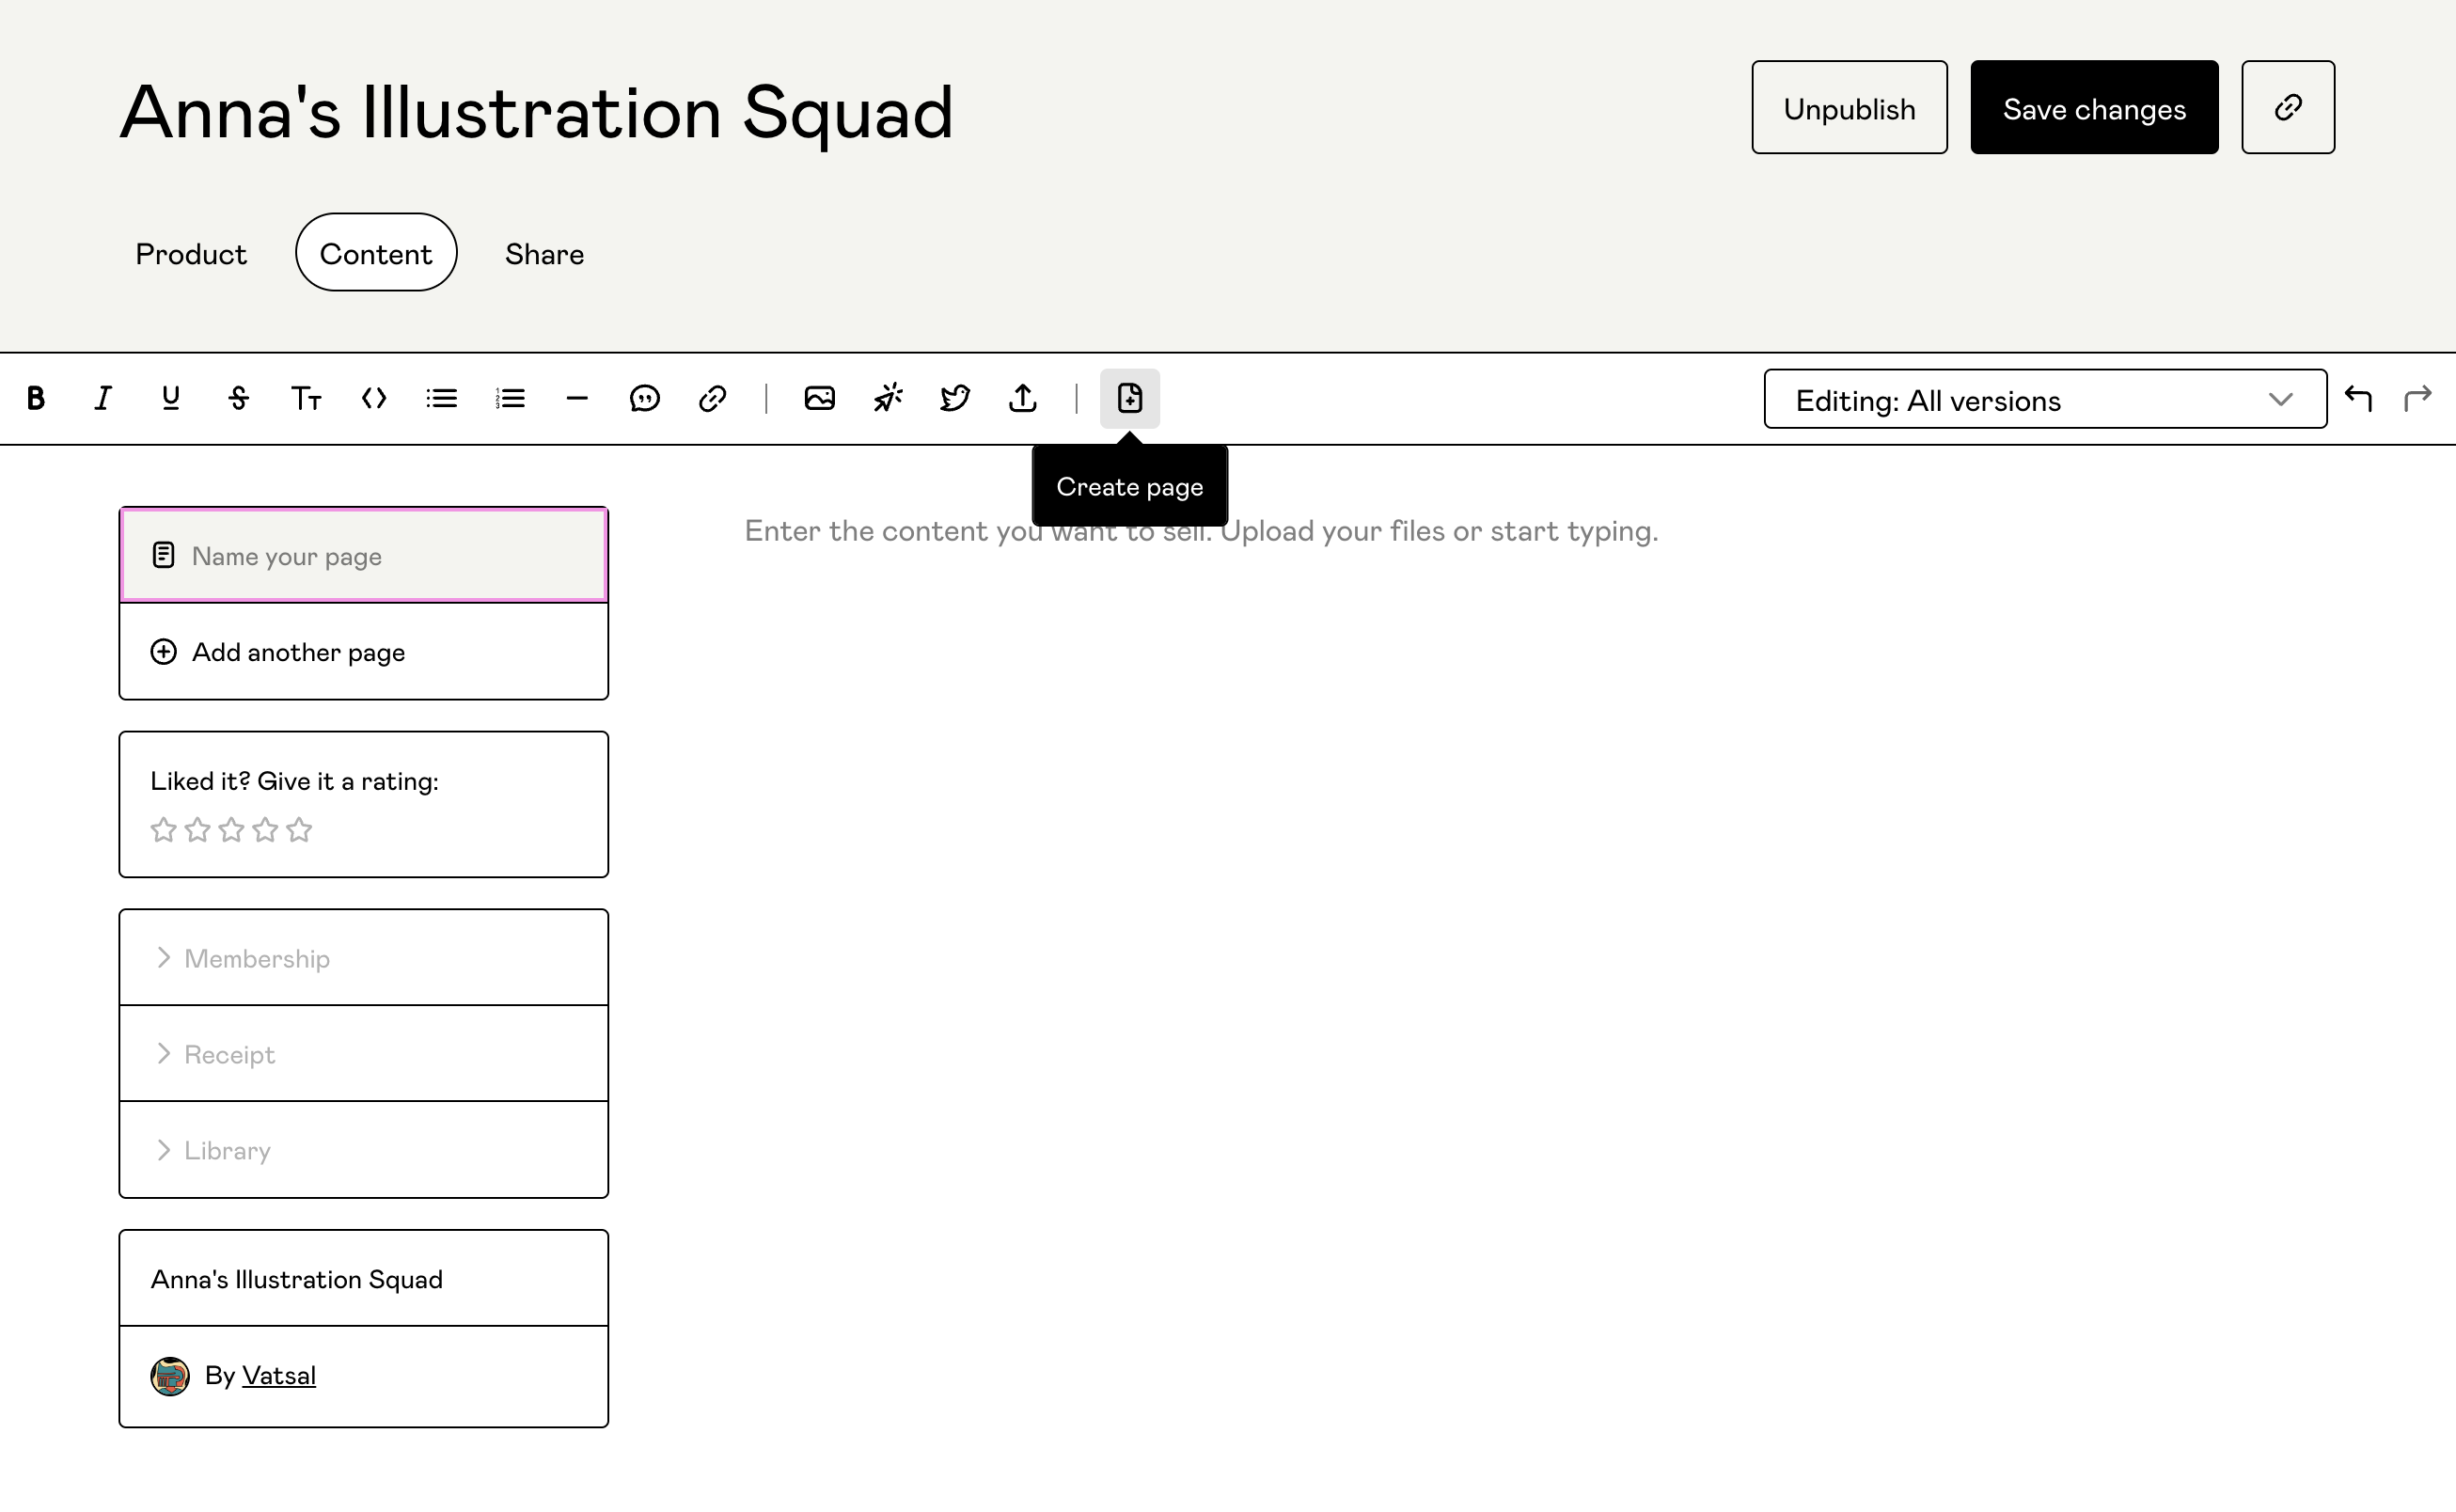 Anna's Illustration Squad
Unpublish
Save changes
Product
Content
Share
Editing: All versions
Create page
Name your page
Enter the content you want to sell. Upload your files or start typing.
Add another page
Liked it? Give it a rating:
Membership
Receipt
Library
Anna's Illustration Squad
By Vatsal